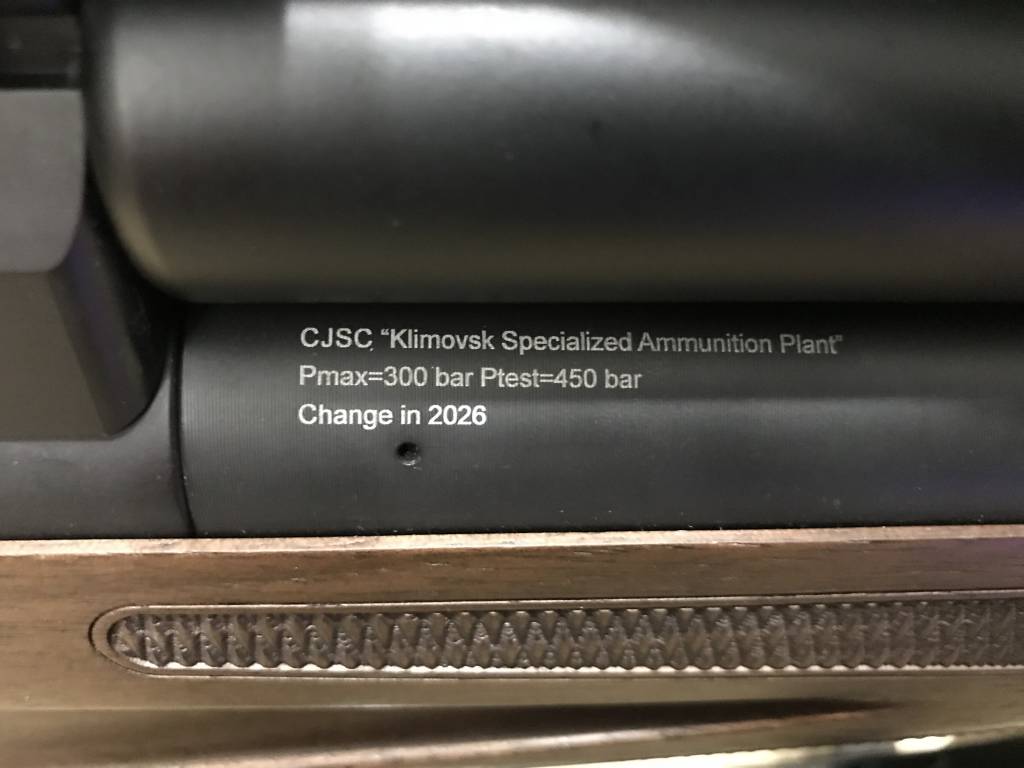 CJSC, “Klimovsk Specialized Ammunition Plant”
Pmax=300 bar Ptest=450 bar
Change in 2026